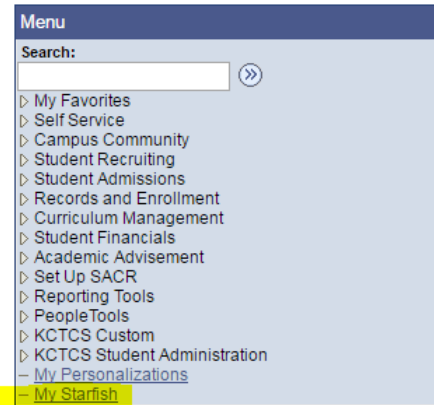 Menu
Search:
My Favorites
Self Service
Campus Community
Student Recruiting
Student Admissions
Records and Enrollment
Curriculum Management
Student Financials
Academic Advisement
Set Up SACR
Reporting Tools
PeopleTools
KCTCS Custom
KCTCS Student Administration
– My Personalizations
– My Starfish